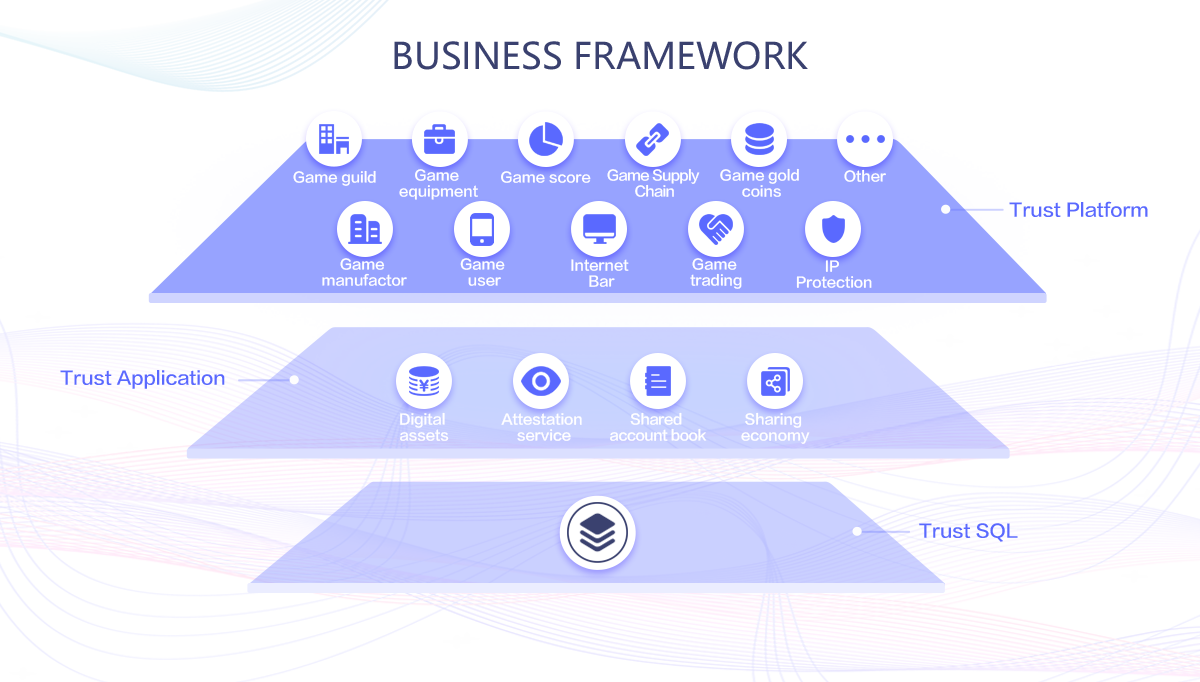 BUSINESS FRAMEWORK
Game guild
Game
equipment
Game score
Game Supply
Chain
Game gold
coins
Other
Trust Platform
Game
manufactor
Game
user
Internet
Bar
Game
trading
IP
Protection
Trust Application
Digital
assets
Attestation
service
Shared
account book
Sharing
economy
Trust SQL